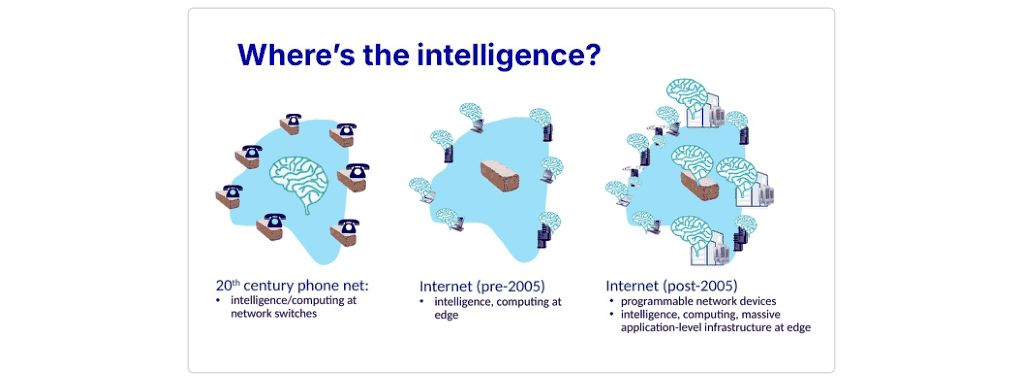 Where's the intelligence?
20th century phone net:
• intelligence/computing at
network switches
Internet (pre-2005)
• intelligence, computing at
edge
Internet (post-2005)
• programmable network devices
• intelligence, computing, massive
application-level infrastructure at edge